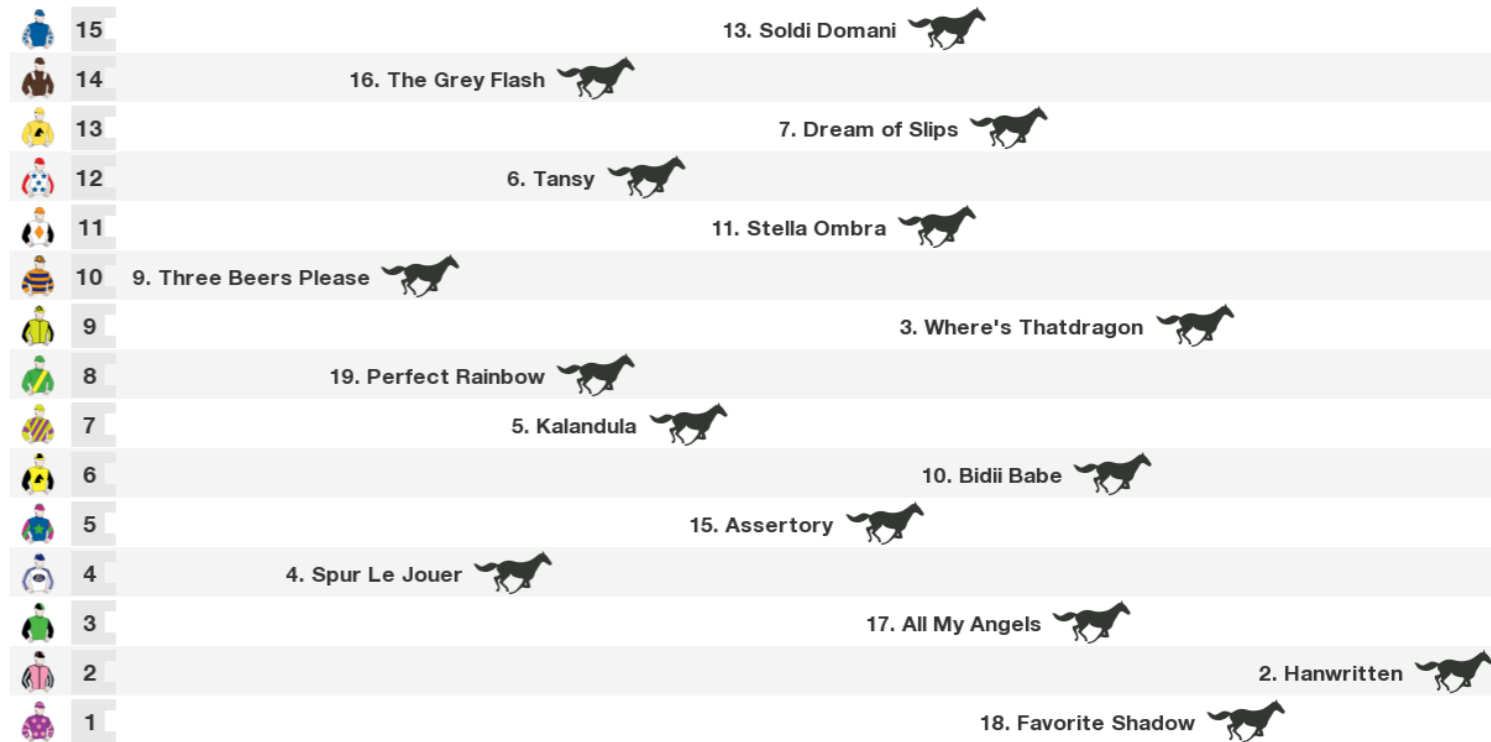 15 13. Soldi Domani
14 16. The Grey Flash
13 7. Dream of Slips
12 6. Tansy
11 11. Stella Ombra
10 9. Three Beers Please
9 3. Where's Thatdragon
8 19. Perfect Rainbow
7 5. Kalandula
6 10. Bidii Babe
5 15. Assertory
4 4. Spur Le Jouer
3 17. All My Angels
2 2. Hanwritten
1 18. Favorite Shadow